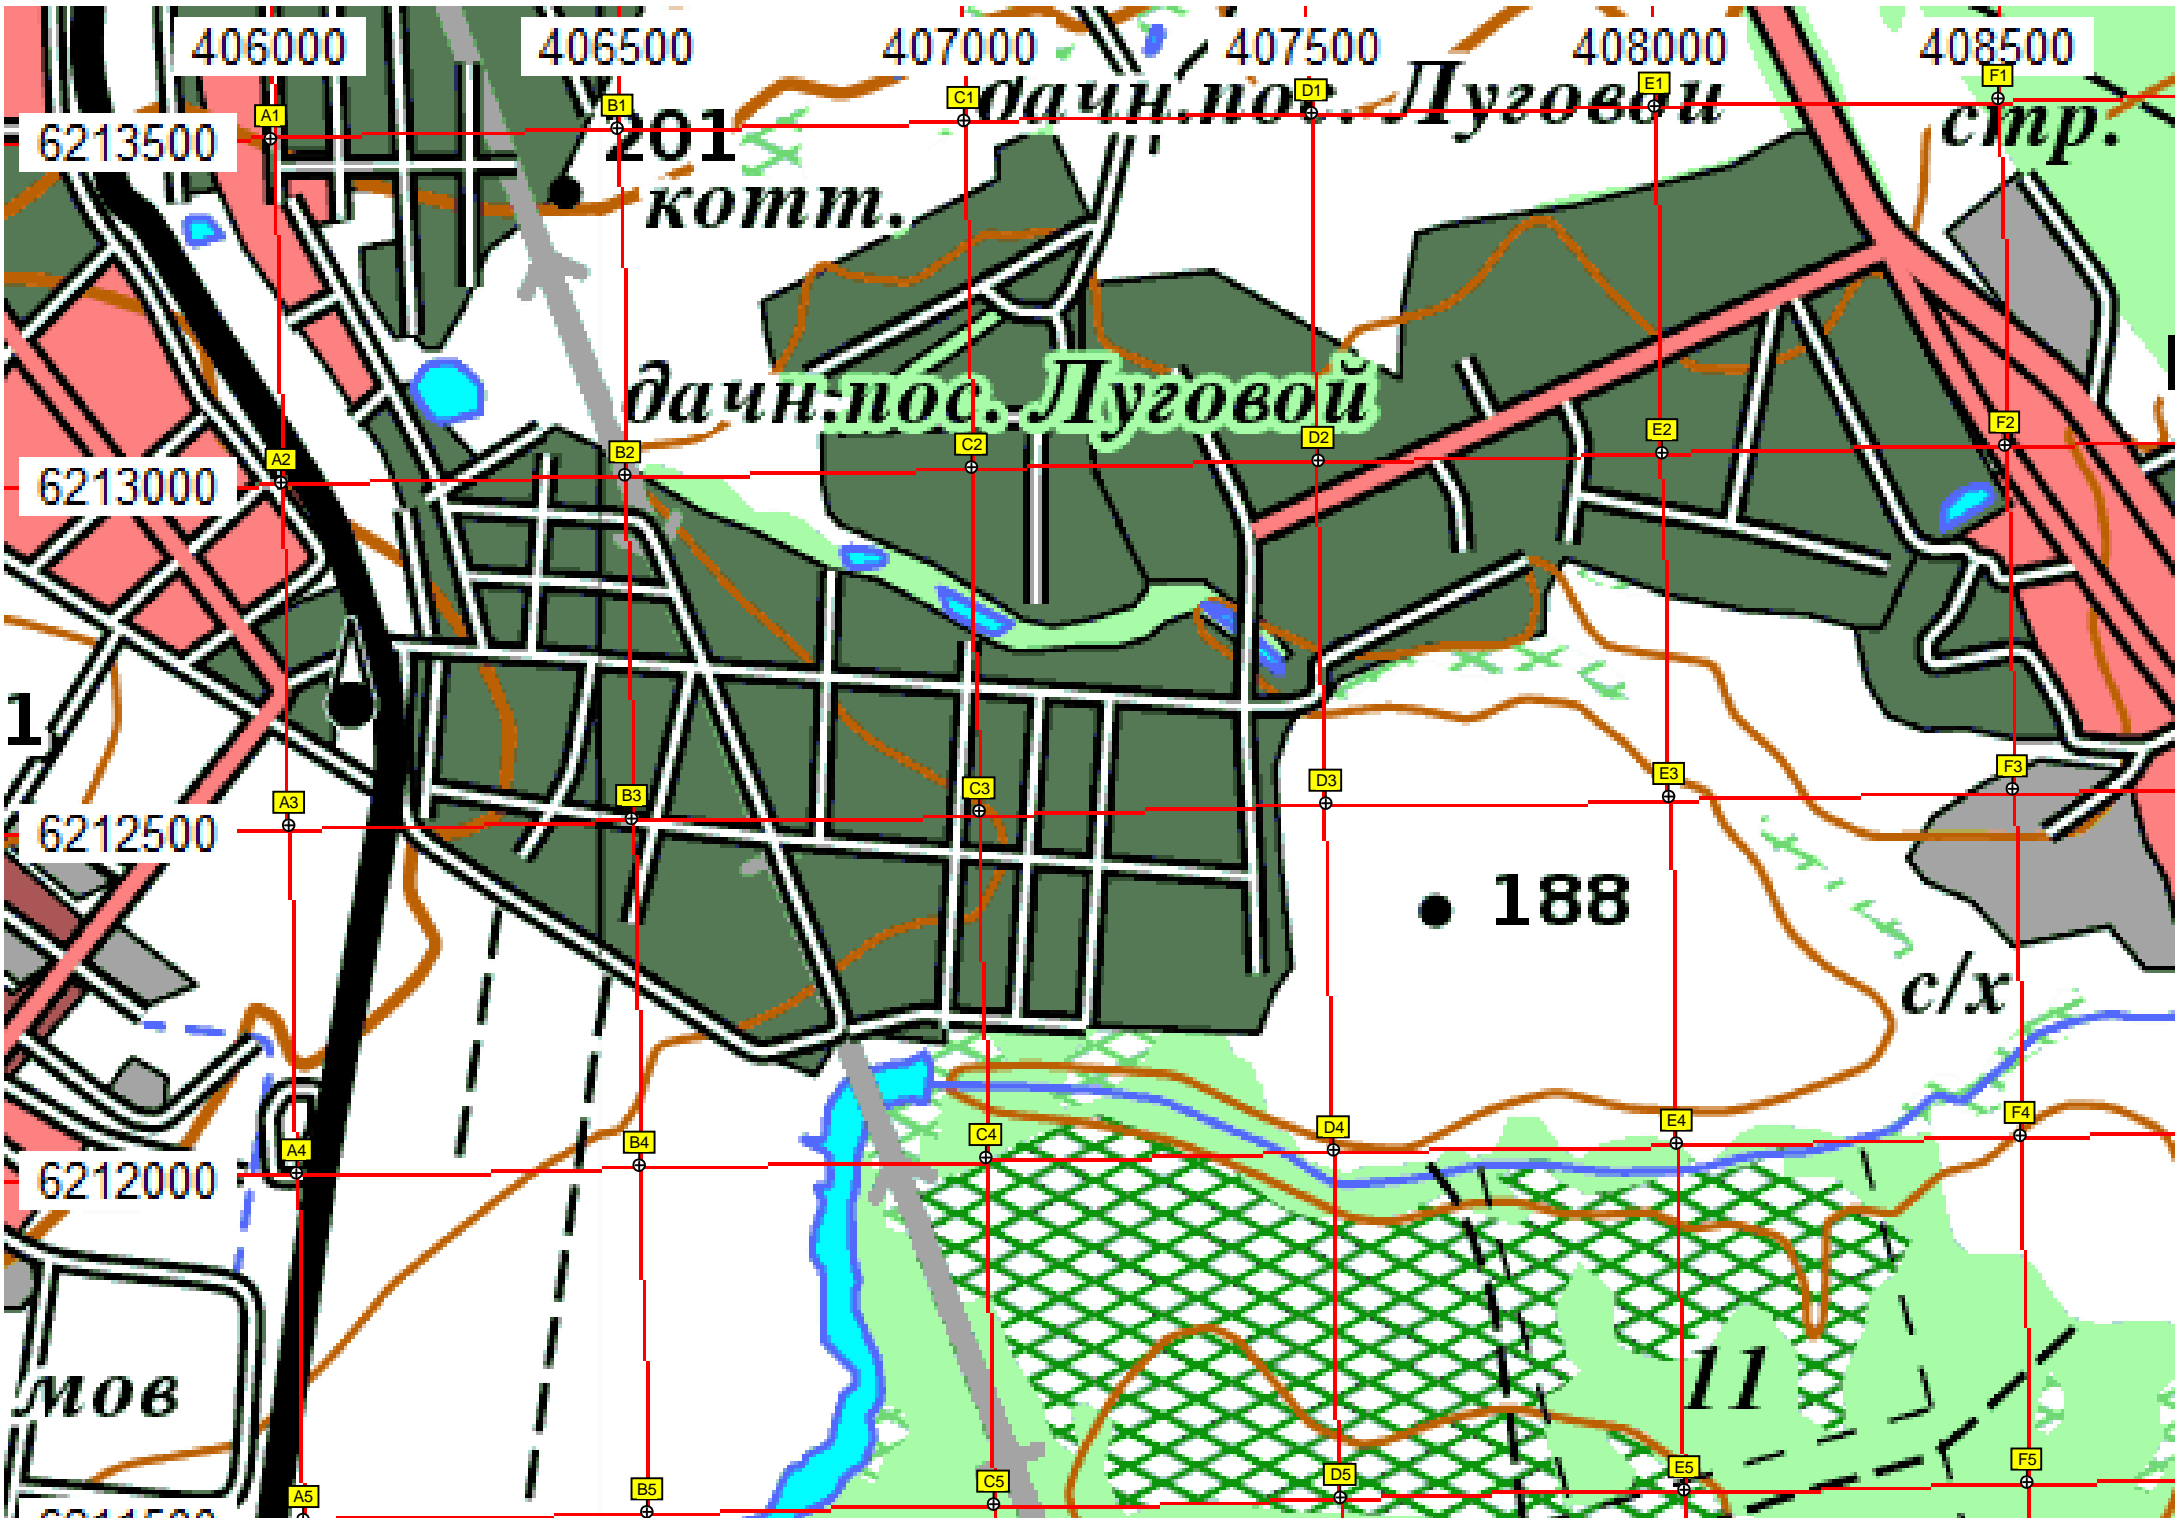 406000 406500 407000 407500 408000 408500
A1 B1 C1 D1 E1 F1
дачн.пос. Лугови
6213500 201 стр.
котт.
дачн.пос. Луговой
A2 B2 C2 D2 E2 F2
6213000
1
A3 B3 C3 D3 E3 F3
6212500
188
с/х
A4 B4 C4 D4 E4 F4
6212000
11
мов
A5 B5 C5 D5 E5 F5